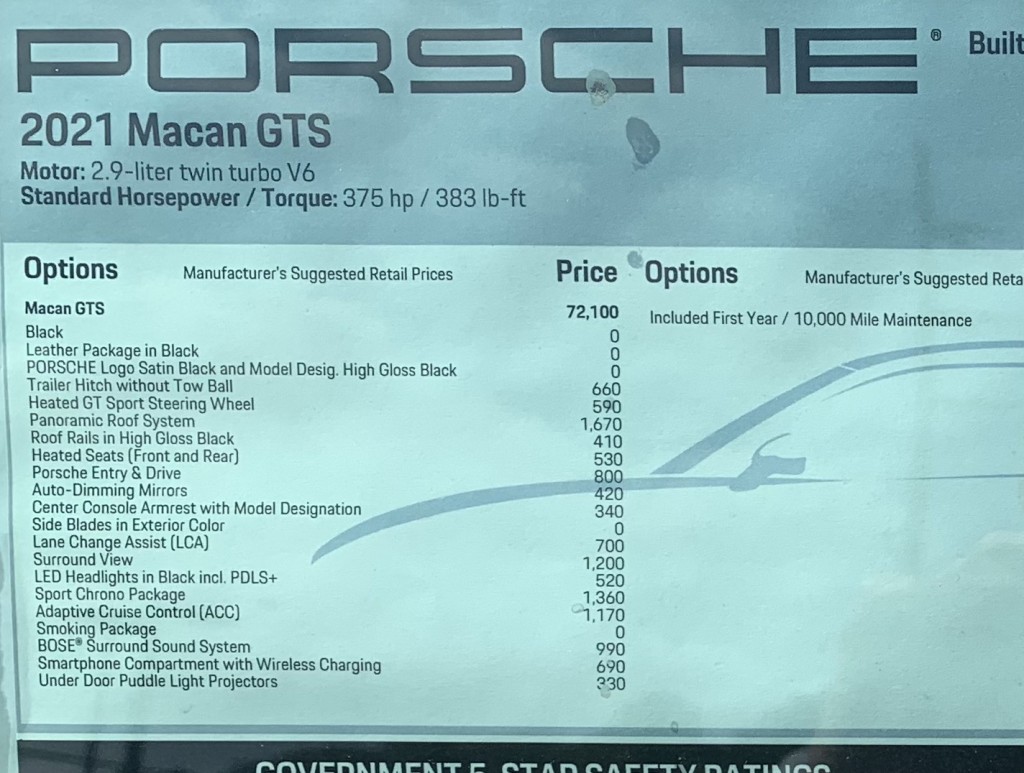 PORSCHE® Built
2021 Macan GTS
Motor: 2.9-liter twin turbo V6
Standard Horsepower / Torque: 375 hp / 383 lb-ft
Options Manufacturer's Suggested Retail Prices Price Options Manufacturer's Suggested Reta
Macan GTS 72,100 Included First Year / 10,000 Mile Maintenance
Black 0
Leather Package in Black 0
PORSCHE Logo Satin Black and Model Desig. High Gloss Black 0
Trailer Hitch without Tow Ball 660
Heated GT Sport Steering Wheel 590
Panoramic Roof System 1,670
Roof Rails in High Gloss Black 410
Heated Seats (Front and Rear) 530
Porsche Entry & Drive 800
Auto-Dimming Mirrors 420
Center Console Armrest with Model Designation 340
Side Blades in Exterior Color 0
Lane Change Assist (LCA) 700
Surround View 1,200
LED Headlights in Black incl. PDLS+ 520
Sport Chrono Package 1,360
Adaptive Cruise Control (ACC) 1,170
Smoking Package 0
BOSE® Surround Sound System 990
Smartphone Compartment with Wireless Charging 690
Under Door Puddle Light Projectors 330
GOVERNMENT 5-STAR SAFETY RATINGS